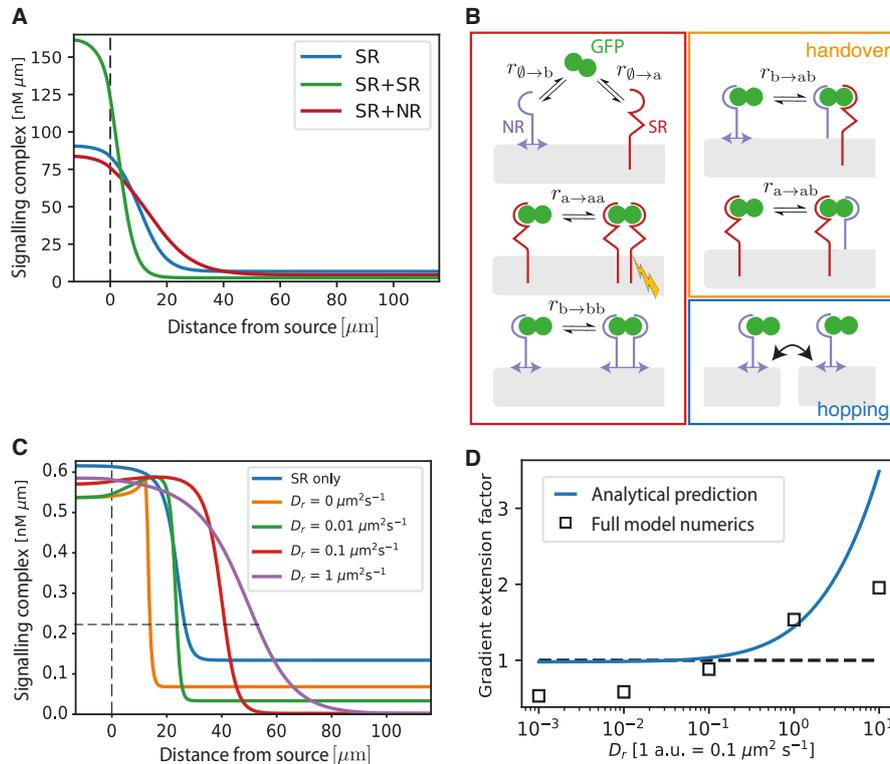 A
Signalling complex [nM μm]
150
125
100
75
50
25
0
SR
SR+SR
SR+NR
0 20 40 60 80 100
Distance from source [μm]
B
GFP
r∅→b
r∅→a
NR
SR
ra→aa
rb→bb
handover
rb→ab
ra→ab
hopping
C
Signalling complex [nM μm]
0.6
0.5
0.4
0.3
0.2
0.1
0.0
SR only
Dr = 0 μm²s⁻¹
Dr = 0.01 μm²s⁻¹
Dr = 0.1 μm²s⁻¹
Dr = 1 μm²s⁻¹
0 20 40 60 80 100
Distance from source [μm]
D
Gradient extension factor
3
2
1
Analytical prediction
Full model numerics
10⁻³ 10⁻² 10⁻¹ 10⁰ 10¹
Dr [1 a.u. = 0.1 μm² s⁻¹]